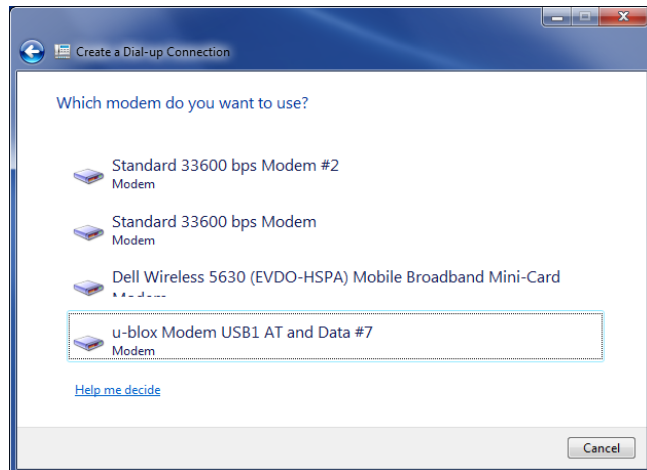 Create a Dial-up Connection
Which modem do you want to use?
Standard 33600 bps Modem #2
Modem
Standard 33600 bps Modem
Modem
Dell Wireless 5630 (EVDO-HSPA) Mobile Broadband Mini-Card
Modem
u-blox Modem USB1 AT and Data #7
Modem
Help me decide
Cancel